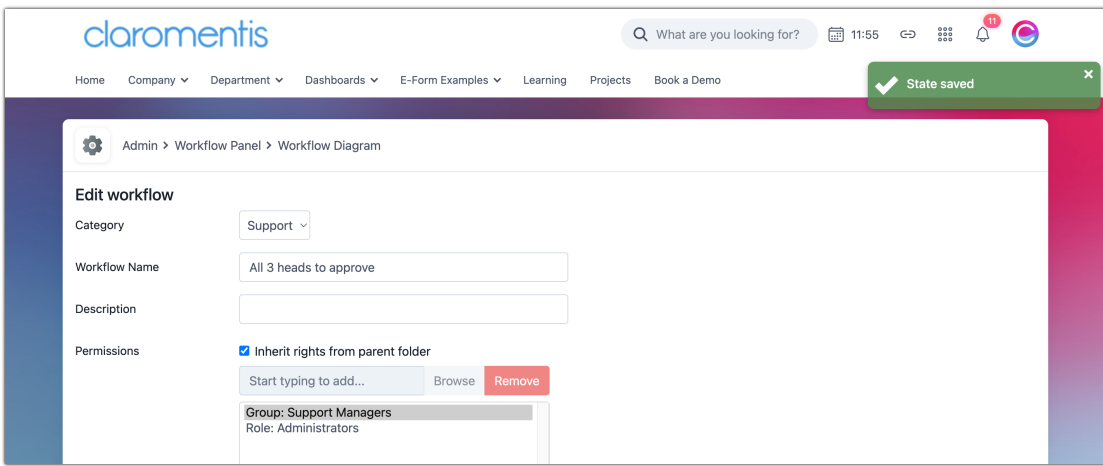 claromentis
What are you looking for?
11:55
11
Home Company Department Dashboards E-Form Examples Learning Projects Book a Demo
State saved
Admin > Workflow Panel > Workflow Diagram
Edit workflow
Category Support
Workflow Name All 3 heads to approve
Description
Permissions Inherit rights from parent folder
Start typing to add... Browse Remove
Group: Support Managers
Role: Administrators